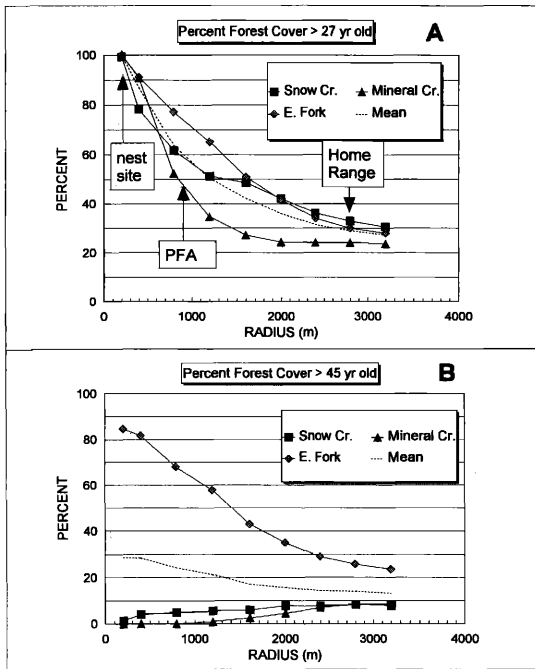 Percent Forest Cover > 27 yr old
A
100
80
60
40
20
0
PERCENT
Snow Cr.
Mineral Cr.
E. Fork
Mean
nest
site
PFA
Home
Range
0
1000
2000
3000
4000
RADIUS (m)
Percent Forest Cover > 45 yr old
B
100
80
60
40
20
0
PERCENT
Snow Cr.
Mineral Cr.
E. Fork
Mean
0
1000
2000
3000
4000
RADIUS (m)